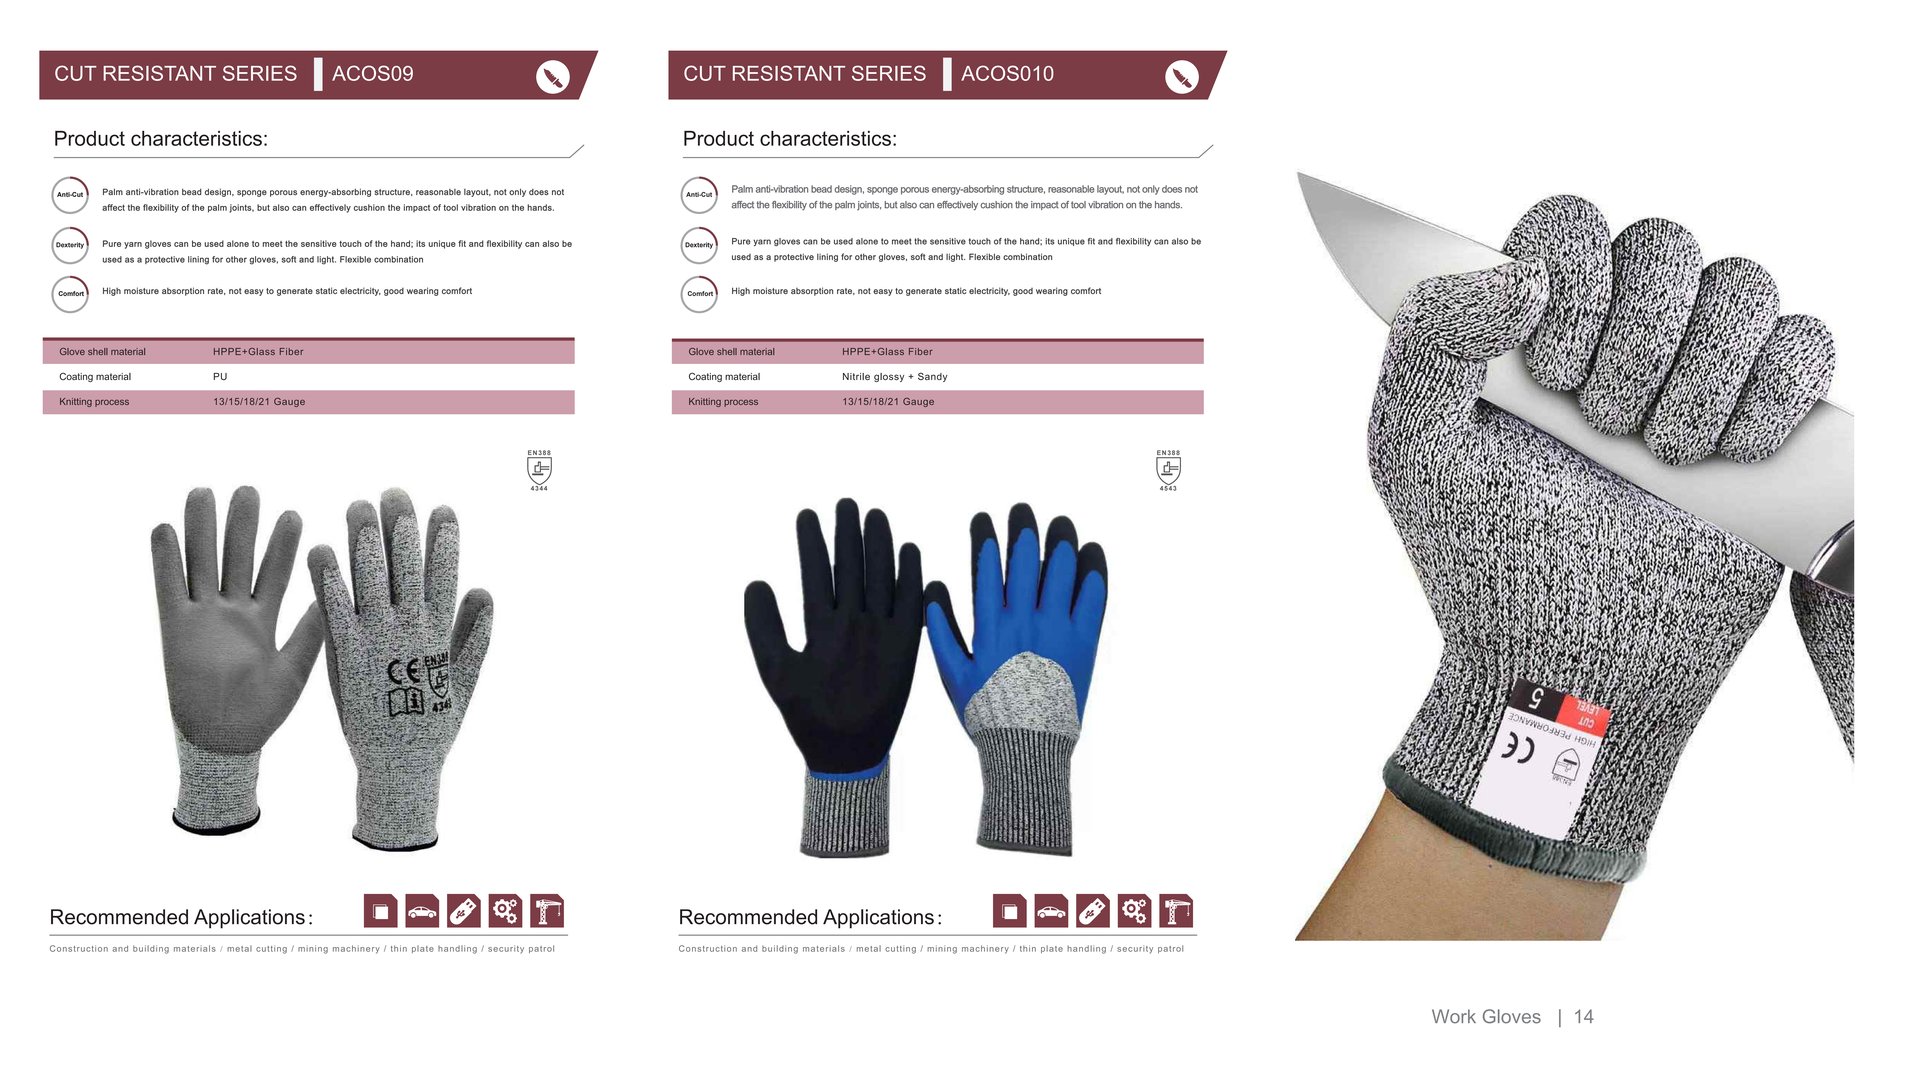 CUT RESISTANT SERIES ACOS09
Product characteristics:
Anti-Cut
Palm anti-vibration bead design, sponge porous energy-absorbing structure, reasonable layout, not only does not
affect the flexibility of the palm joints, but also can effectively cushion the impact of tool vibration on the hands.
Dexterity
Pure yarn gloves can be used alone to meet the sensitive touch of the hand; its unique fit and flexibility can also be
used as a protective lining for other gloves, soft and light. Flexible combination
Comfort
High moisture absorption rate, not easy to generate static electricity, good wearing comfort
Glove shell material HPPE+Glass Fiber
Coating material PU
Knitting process 13/15/18/21 Gauge
EN388
4344
CE EN388
Recommended Applications:
Construction and building materials / metal cutting / mining machinery / thin plate handling / security patrol
CUT RESISTANT SERIES ACOS010
Product characteristics:
Anti-Cut
Palm anti-vibration bead design, sponge porous energy-absorbing structure, reasonable layout, not only does not
affect the flexibility of the palm joints, but also can effectively cushion the impact of tool vibration on the hands.
Dexterity
Pure yarn gloves can be used alone to meet the sensitive touch of the hand; its unique fit and flexibility can also be
used as a protective lining for other gloves, soft and light. Flexible combination
Comfort
High moisture absorption rate, not easy to generate static electricity, good wearing comfort
Glove shell material HPPE+Glass Fiber
Coating material Nitrile glossy + Sandy
Knitting process 13/15/18/21 Gauge
EN388
4543
Recommended Applications:
Construction and building materials / metal cutting / mining machinery / thin plate handling / security patrol
CUT
LEVEL
5
HIGH PERFORMANCE
CE
EN388
Work Gloves | 14